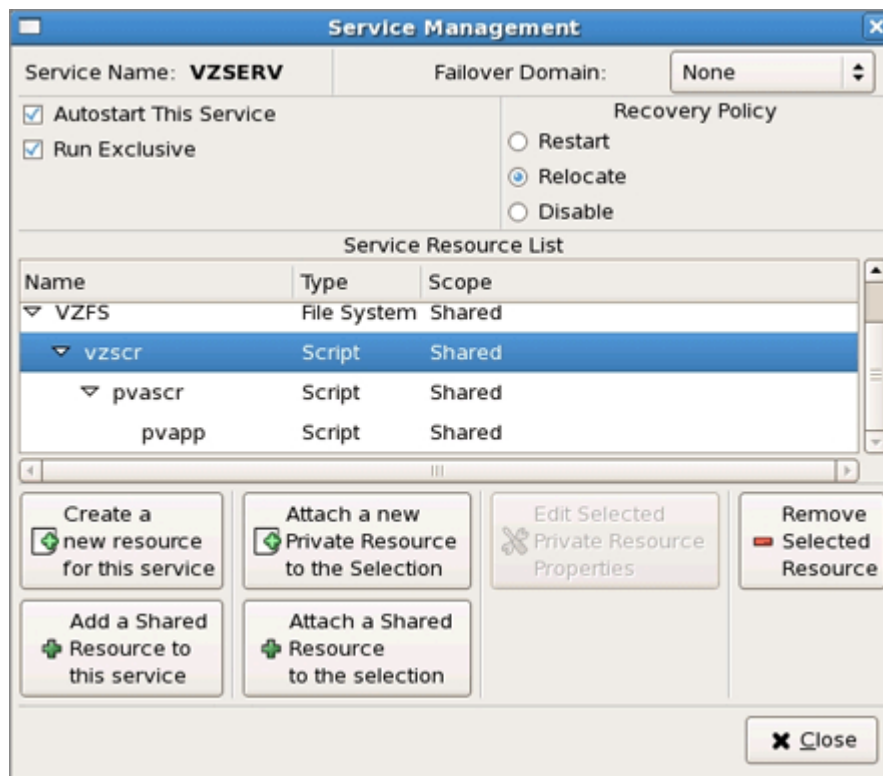 Service Management
Service Name: VZSERV Failover Domain: None
Autostart This Service
Run Exclusive
Recovery Policy
Restart
Relocate
Disable
Service Resource List
Name Type Scope
VZFS File System Shared
vzscr Script Shared
pvascr Script Shared
pvapp Script Shared
Create a
new resource
for this service
Attach a new
Private Resource
to the Selection
Edit Selected
Private Resource
Properties
Remove
Selected
Resource
Add a Shared
Resource to
this service
Attach a Shared
Resource
to the selection
Close